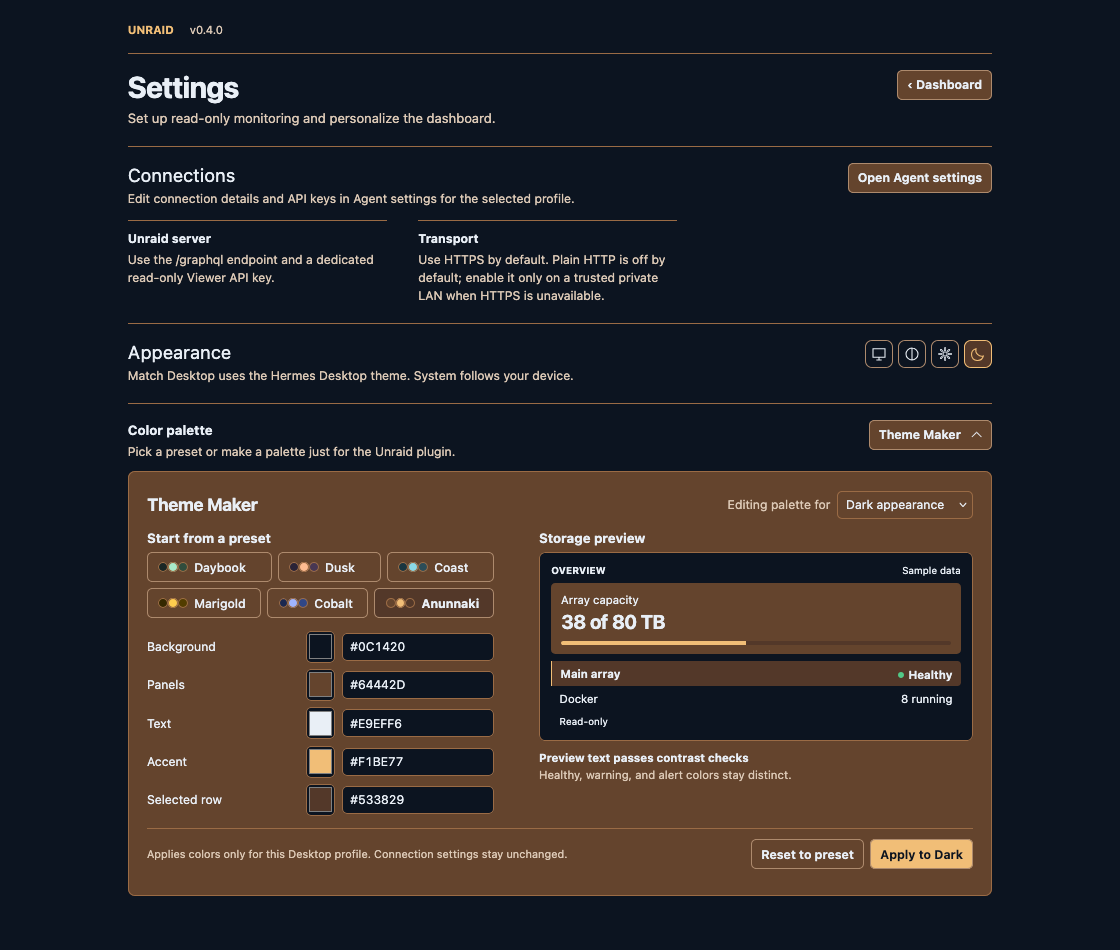 UNRAID v0.4.0
Settings
‹ Dashboard
Set up read-only monitoring and personalize the dashboard.
Connections
Open Agent settings
Edit connection details and API keys in Agent settings for the selected profile.
Unraid server
Use the /graphql endpoint and a dedicated
read-only Viewer API key.
Transport
Use HTTPS by default. Plain HTTP is off by
default; enable it only on a trusted private
LAN when HTTPS is unavailable.
Appearance
Match Desktop uses the Hermes Desktop theme. System follows your device.
Color palette
Pick a preset or make a palette just for the Unraid plugin.
Theme Maker
Theme Maker
Editing palette for Dark appearance
Start from a preset
Daybook Dusk Coast
Marigold Cobalt Anunnaki
Background #0C1420
Panels #64442D
Text #E9EFF6
Accent #F1BE77
Selected row #533829
Storage preview
OVERVIEW Sample data
Array capacity
38 of 80 TB
Main array Healthy
Docker 8 running
Read-only
Preview text passes contrast checks
Healthy, warning, and alert colors stay distinct.
Applies colors only for this Desktop profile. Connection settings stay unchanged.
Reset to preset Apply to Dark